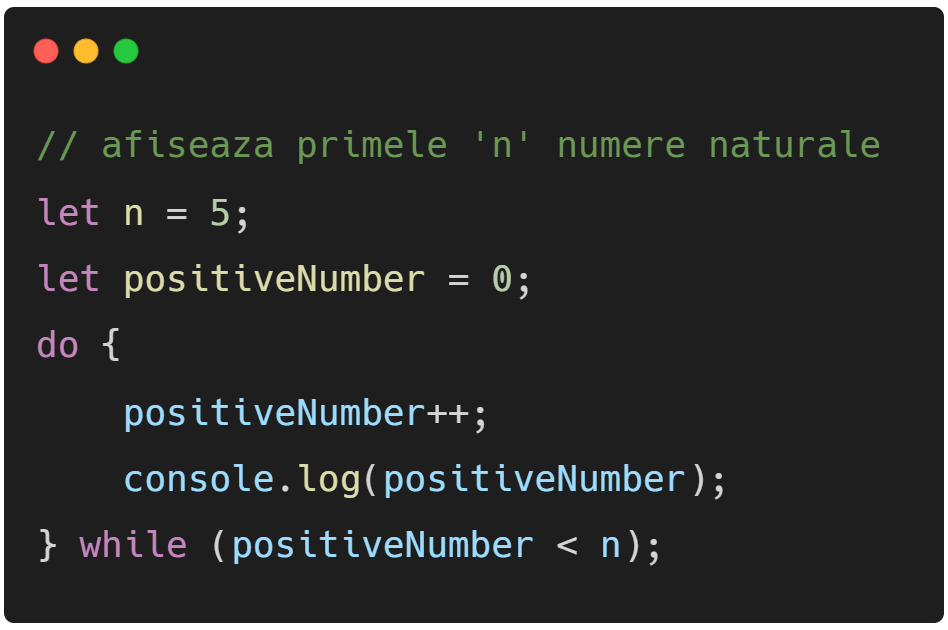 // afiseaza primele 'n' numere naturale
let n = 5;
let positiveNumber = 0;
do {
    positiveNumber++;
    console.log(positiveNumber);
} while (positiveNumber < n);